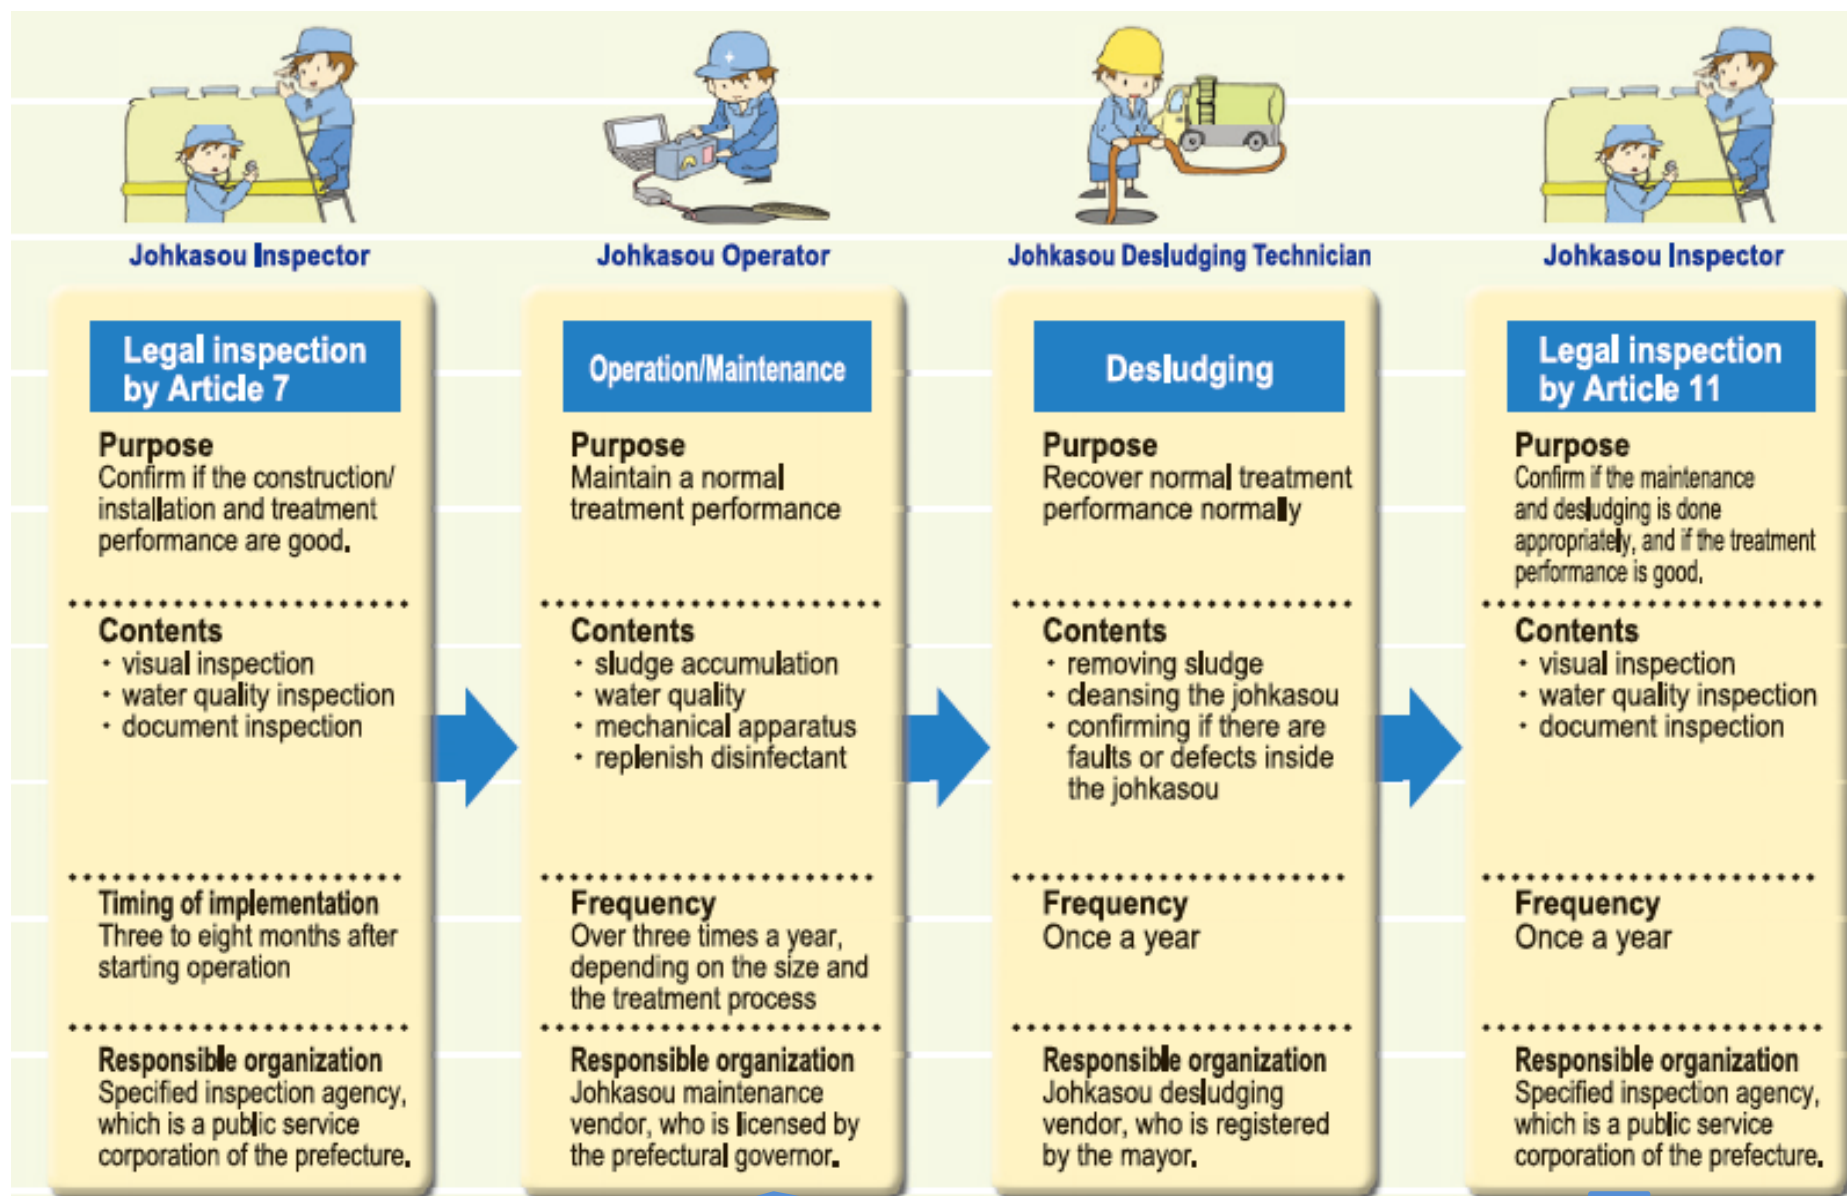 Johkasou Inspector
Legal inspection
by Article 7
Purpose
Confirm if the construction/
installation and treatment
performance are good.
Contents
・visual inspection
・water quality inspection
・document inspection
Timing of implementation
Three to eight months after
starting operation
Responsible organization
Specified inspection agency,
which is a public service
corporation of the prefecture.
Johkasou Operator
Operation/Maintenance
Purpose
Maintain a normal
treatment performance
Contents
・sludge accumulation
・water quality
・mechanical apparatus
・replenish disinfectant
Frequency
Over three times a year,
depending on the size and
the treatment process
Responsible organization
Johkasou maintenance
vendor, who is licensed by
the prefectural governor.
Johkasou Desludging Technician
Desludging
Purpose
Recover normal treatment
performance normally
Contents
・removing sludge
・cleansing the johkasou
・confirming if there are
faults or defects inside
the johkasou
Frequency
Once a year
Responsible organization
Johkasou desludging
vendor, who is registered
by the mayor.
Johkasou Inspector
Legal inspection
by Article 11
Purpose
Confirm if the maintenance
and desludging is done
appropriately, and if the treatment
performance is good.
Contents
・visual inspection
・water quality inspection
・document inspection
Frequency
Once a year
Responsible organization
Specified inspection agency,
which is a public service
corporation of the prefecture.